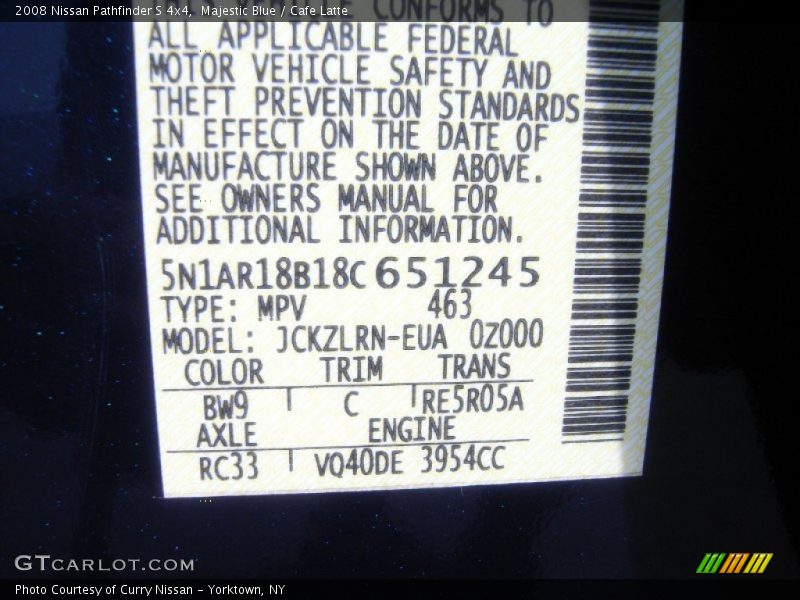 2008 Nissan Pathfinder S 4x4,  Majestic Blue / Cafe Latte
CONFORMS TO
ALL APPLICABLE FEDERAL
MOTOR VEHICLE SAFETY AND
THEFT PREVENTION STANDARDS
IN EFFECT ON THE DATE OF
MANUFACTURE SHOWN ABOVE.
SEE OWNERS MANUAL FOR
ADDITIONAL INFORMATION.
5N1AR18B18C651245
TYPE: MPV 463
MODEL: JCKZLRN-EUA 0Z000
COLOR TRIM TRANS
BW9 C RE5R05A
AXLE ENGINE
RC33 VQ40DE 3954CC
GTCARLOT.COM
Photo Courtesy of Curry Nissan - Yorktown, NY